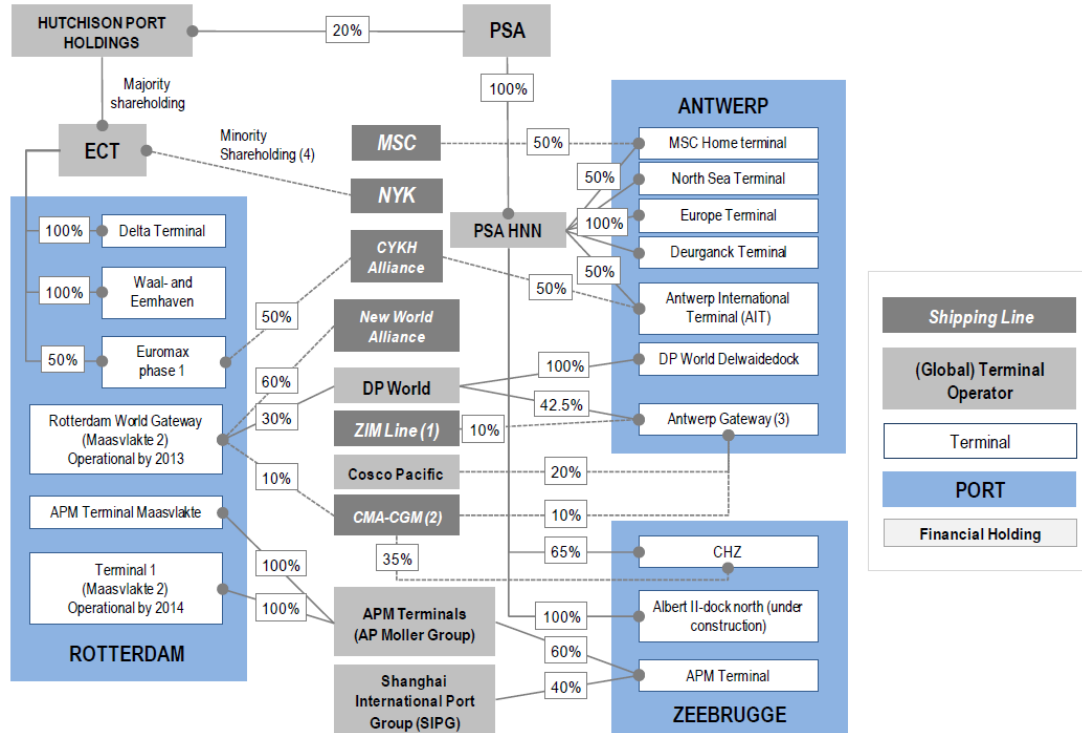 HUTCHISON PORT
HOLDINGS
20%
PSA
Majority
shareholding
100%
ECT
Minority
Shareholding (4)
MSC
NYK
CYKH
Alliance
New World
Alliance
DP World
ZIM Line (1)
Cosco Pacific
CMA-CGM (2)
APM Terminals
(AP Moller Group)
Shanghai
International Port
Group (SIPG)
PSA HNN
100%
Delta Terminal
100%
Waal- and
Eemhaven
50%
Euromax
phase 1
Rotterdam World Gateway
(Maasvlakte 2)
Operational by 2013
APM Terminal Maasvlakte
Terminal 1
(Maasvlakte 2)
Operational by 2014
ROTTERDAM
50%
60%
30%
10%
100%
100%
35%
ANTWERP
50%
MSC Home terminal
50%
North Sea Terminal
100%
Europe Terminal
Deurganck Terminal
50%
50%
Antwerp International
Terminal (AIT)
100%
DP World Delwaidedock
42.5%
10%
Antwerp Gateway (3)
20%
10%
65%
CHZ
100%
Albert II-dock north (under
construction)
60%
APM Terminal
40%
ZEEBRUGGE
Shipping Line
(Global) Terminal
Operator
Terminal
PORT
Financial Holding